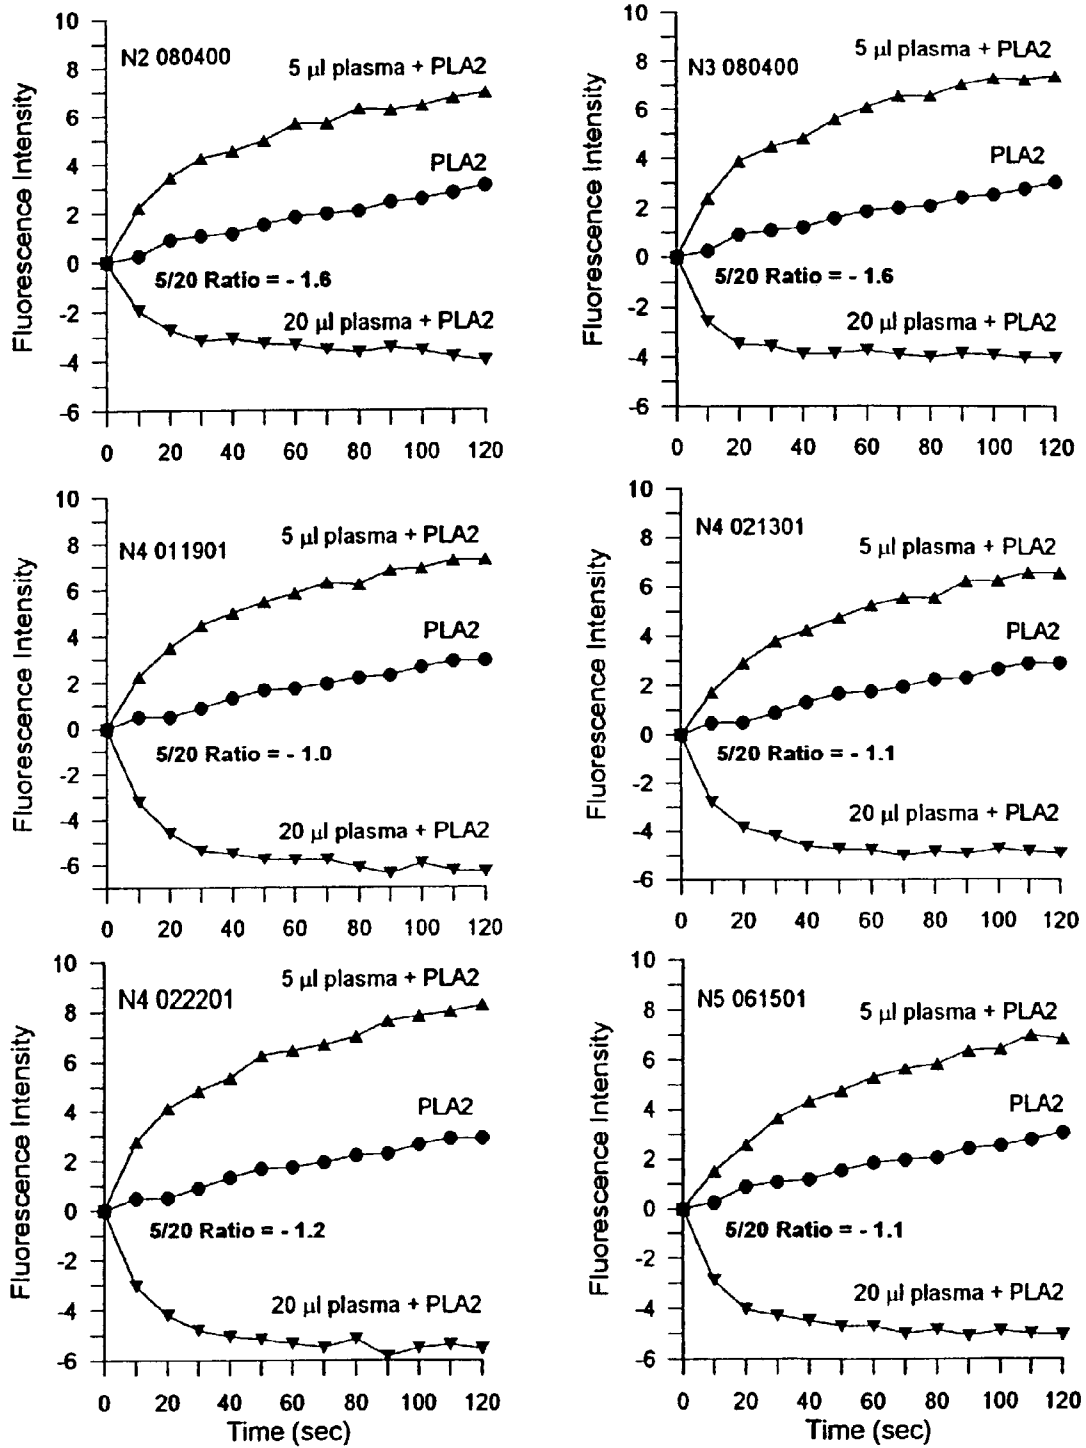 N2 080400
5 µl plasma + PLA2
PLA2
5/20 Ratio = - 1.6
20 µl plasma + PLA2
Fluorescence Intensity
10
8
6
4
2
0
-2
-4
-6
0 20 40 60 80 100 120
N3 080400
5 µl plasma + PLA2
PLA2
5/20 Ratio = - 1.6
20 µl plasma + PLA2
Fluorescence Intensity
10
8
6
4
2
0
-2
-4
-6
0 20 40 60 80 100 120
N4 011901
5 µl plasma + PLA2
PLA2
5/20 Ratio = - 1.0
20 µl plasma + PLA2
Fluorescence Intensity
10
8
6
4
2
0
-2
-4
-6
0 20 40 60 80 100 120
N4 021301
5 µl plasma + PLA2
PLA2
5/20 Ratio = - 1.1
20 µl plasma + PLA2
Fluorescence Intensity
10
8
6
4
2
0
-2
-4
-6
0 20 40 60 80 100 120
N4 022201
5 µl plasma + PLA2
PLA2
5/20 Ratio = - 1.2
20 µl plasma + PLA2
Fluorescence Intensity
10
8
6
4
2
0
-2
-4
-6
0 20 40 60 80 100 120
Time (sec)
N5 061501
5 µl plasma + PLA2
PLA2
5/20 Ratio = - 1.1
20 µl plasma + PLA2
Fluorescence Intensity
10
8
6
4
2
0
-2
-4
-6
0 20 40 60 80 100 120
Time (sec)